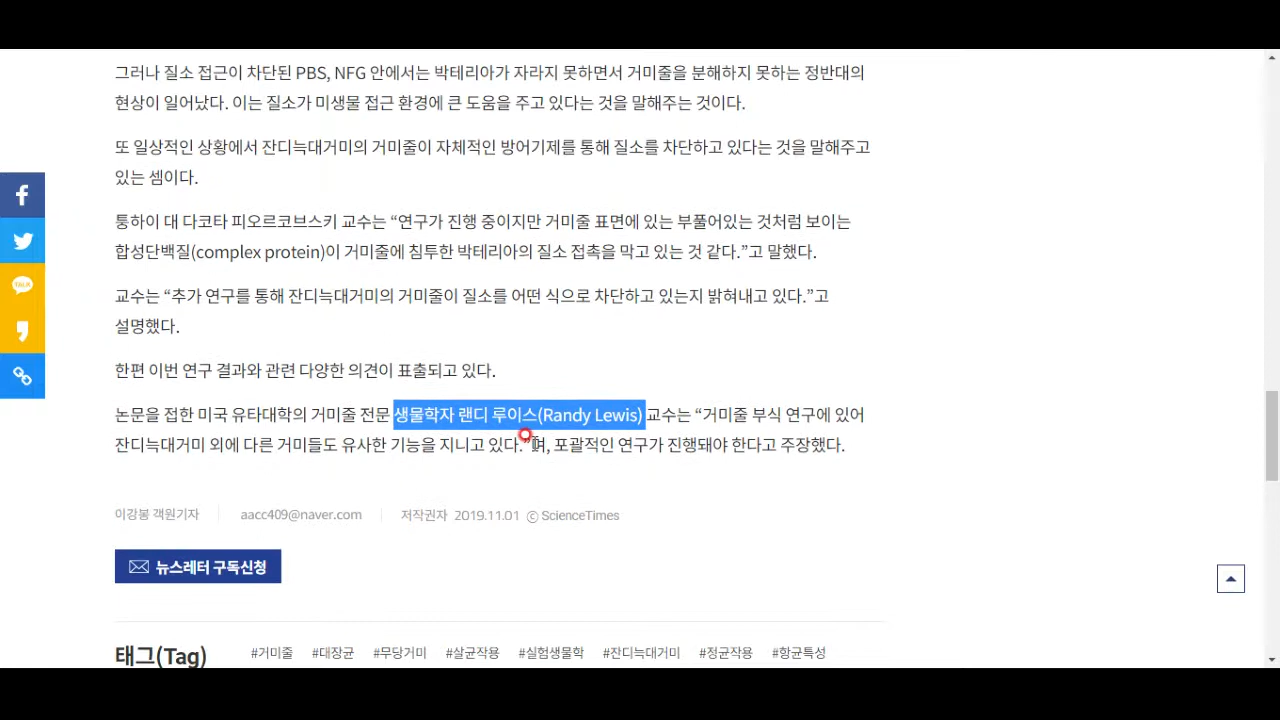 그러나 질소 접근이 차단된 PBS, NFG 안에서는 박테리아가 자라지 못하면서 거미줄을 분해하지 못하는 정반대의
현상이 일어났다. 이는 질소가 미생물 접근 환경에 큰 도움을 주고 있다는 것을 말해주는 것이다.
또 일상적인 상황에서 잔디늑대거미의 거미줄이 자체적인 방어기제를 통해 질소를 차단하고 있다는 것을 말해주고
있는 셈이다.
통하이 대 다코타 피오르코브스키 교수는 “연구가 진행 중이지만 거미줄 표면에 있는 부풀어있는 것처럼 보이는
합성단백질(complex protein)이 거미줄에 침투한 박테리아의 질소 접촉을 막고 있는 것 같다.”고 말했다.
교수는 “추가 연구를 통해 잔디늑대거미의 거미줄이 질소를 어떤 식으로 차단하고 있는지 밝혀내고 있다.”고
설명했다.
한편 이번 연구 결과와 관련 다양한 의견이 표출되고 있다.
논문을 접한 미국 유타대학의 거미줄 전문 생물학자 랜디 루이스(Randy Lewis) 교수는 “거미줄 부식 연구에 있어
잔디늑대거미 외에 다른 거미들도 유사한 기능을 지니고 있다.”며, 포괄적인 연구가 진행돼야 한다고 주장했다.
이강봉 객원기자 aacc409@naver.com 저작권자 2019.11.01 ⓒ ScienceTimes
TALK
뉴스레터 구독신청
태그(Tag) #거미줄 #대장균 #무당거미 #살균작용 #실험생물학 #잔디늑대거미 #정균작용 #항균특성